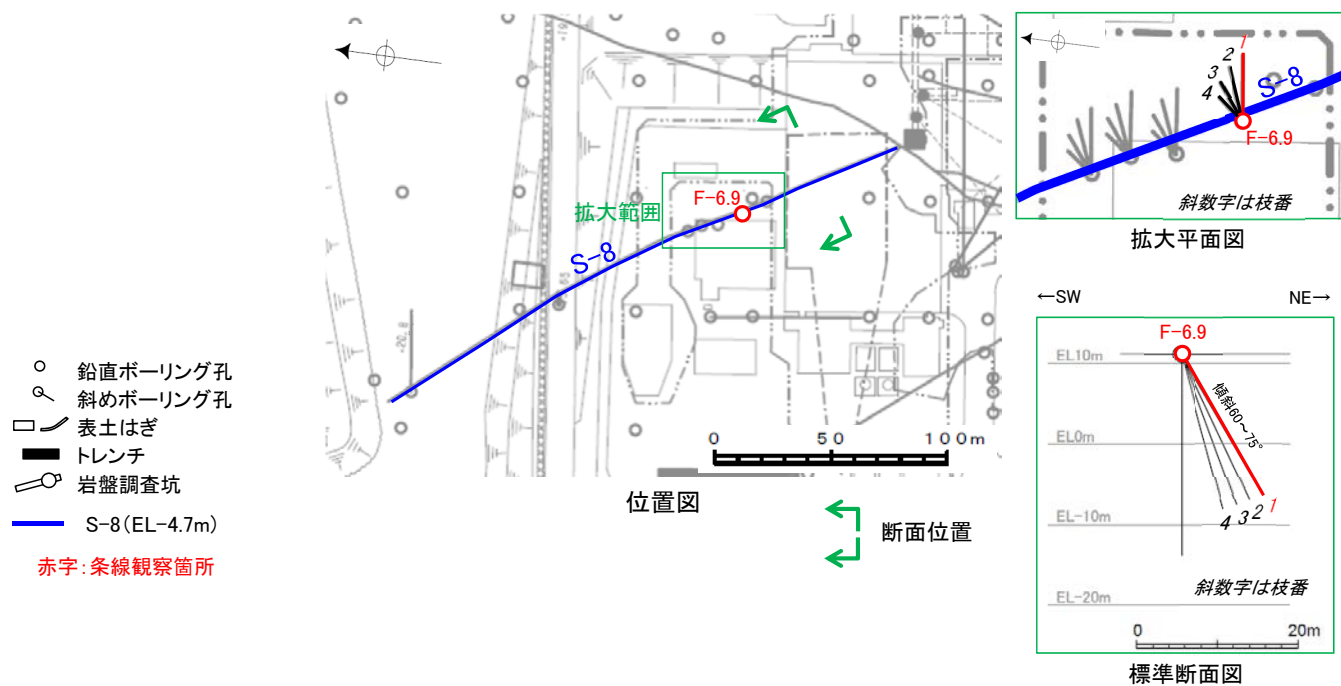 拡大範囲
F-6.9
S-8
-20.8
0 50 100m
位置図
断面位置
鉛直ボーリング孔
斜めボーリング孔
表土はぎ
トレンチ
岩盤調査坑
S-8(EL-4.7m)
赤字:条線観察箇所
1
2
3
4
S-8
F-6.9
斜数字は枝番
拡大平面図
←SW NE→
F-6.9
EL10m
傾斜60~75°
EL0m
4 3 2 1
EL-10m
斜数字は枝番
EL-20m
0 20m
標準断面図